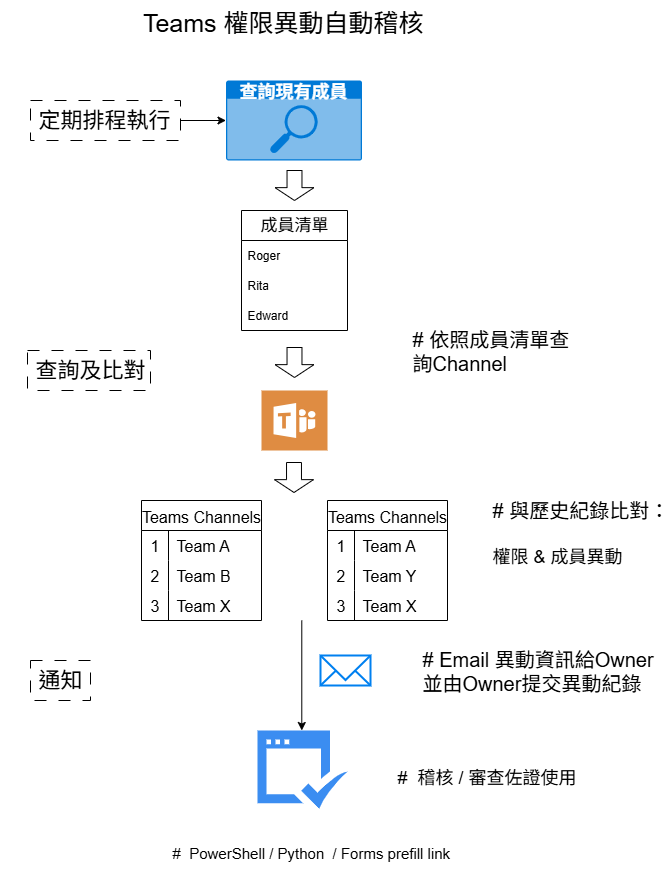 Teams 權限異動自動稽核
查詢現有成員
定期排程執行
成員清單
Roger
Rita
Edward
# 依照成員清單查
詢Channel
查詢及比對
T
Teams Channels
1 Team A
2 Team B
3 Team X
Teams Channels
1 Team A
2 Team Y
3 Team X
# 與歷史紀錄比對：
權限 & 成員異動
通知
# Email 異動資訊給Owner
並由Owner提交異動紀錄
# 稽核 / 審查佐證使用
# PowerShell / Python / Forms prefill link